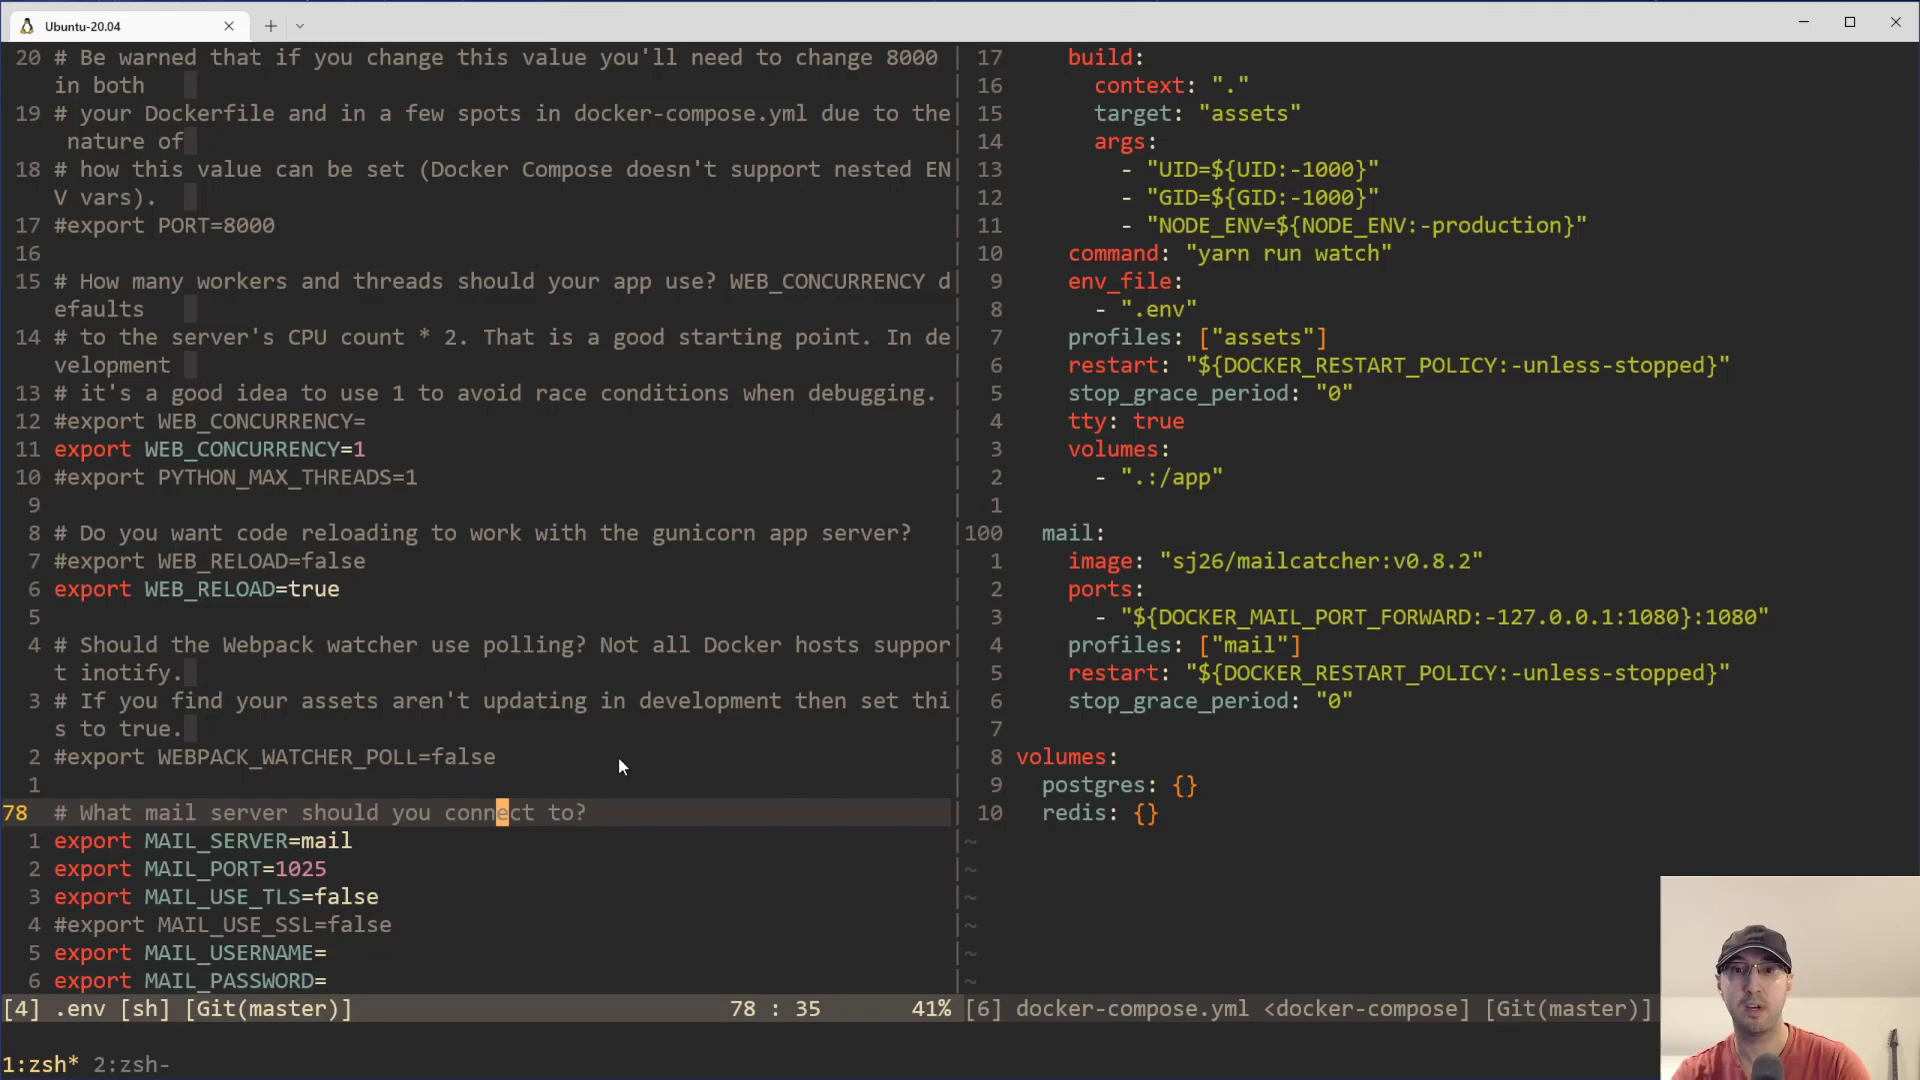 Ubuntu-20.04
20 # Be warned that if you change this value you'll need to change 8000
in both
19 # your Dockerfile and in a few spots in docker-compose.yml due to the
nature of
18 # how this value can be set (Docker Compose doesn't support nested EN
V vars).
17 #export PORT=8000
16
15 # How many workers and threads should your app use? WEB_CONCURRENCY d
efaults
14 # to the server's CPU count * 2. That is a good starting point. In de
velopment
13 # it's a good idea to use 1 to avoid race conditions when debugging.
12 #export WEB_CONCURRENCY=
11 export WEB_CONCURRENCY=1
10 #export PYTHON_MAX_THREADS=1
9
8 # Do you want code reloading to work with the gunicorn app server?
7 #export WEB_RELOAD=false
6 export WEB_RELOAD=true
5
4 # Should the Webpack watcher use polling? Not all Docker hosts suppor
t inotify.
3 # If you find your assets aren't updating in development then set thi
s to true.
2 #export WEBPACK_WATCHER_POLL=false
1
78 # What mail server should you connect to?
1 export MAIL_SERVER=mail
2 export MAIL_PORT=1025
3 export MAIL_USE_TLS=false
4 #export MAIL_USE_SSL=false
5 export MAIL_USERNAME=
6 export MAIL_PASSWORD=
[4] .env [sh] [Git(master)] 78 : 35 41%
17 build:
16 context: "."
15 target: "assets"
14 args:
13 - "UID=${UID:-1000}"
12 - "GID=${GID:-1000}"
11 - "NODE_ENV=${NODE_ENV:-production}"
10 command: "yarn run watch"
9 env_file:
8 - ".env"
7 profiles: ["assets"]
6 restart: "${DOCKER_RESTART_POLICY:-unless-stopped}"
5 stop_grace_period: "0"
4 tty: true
3 volumes:
2 - ".:/app"
1
100 mail:
1 image: "sj26/mailcatcher:v0.8.2"
2 ports:
3 - "${DOCKER_MAIL_PORT_FORWARD:-127.0.0.1:1080}:1080"
4 profiles: ["mail"]
5 restart: "${DOCKER_RESTART_POLICY:-unless-stopped}"
6 stop_grace_period: "0"
7
8 volumes:
9 postgres: {}
10 redis: {}
~
~
~
~
~
~
[6] docker-compose.yml <docker-compose] [Git(master)]
1:zsh* 2:zsh-